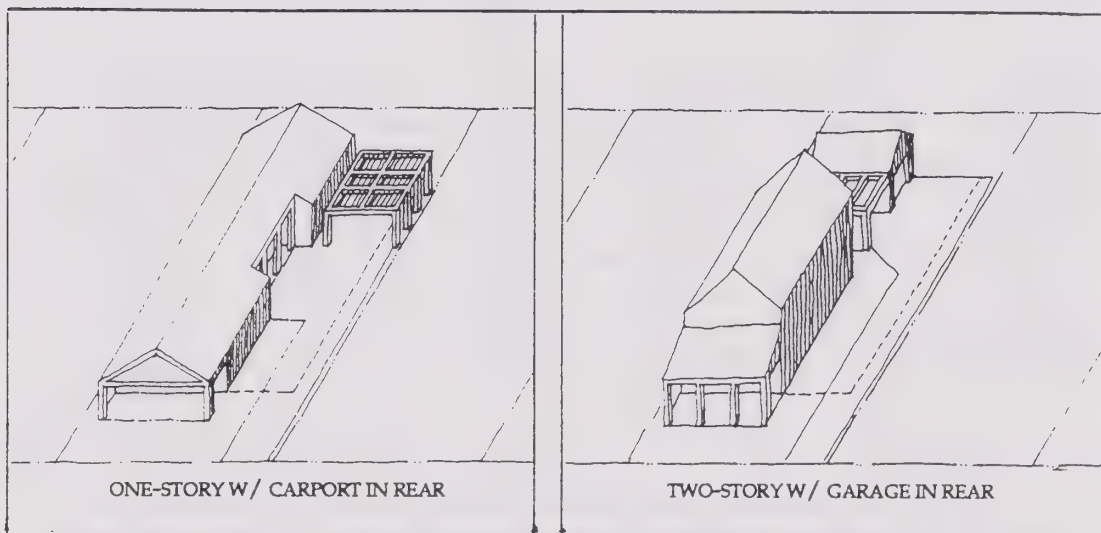 ONE-STORY W/ CARPORT IN REAR
TWO-STORY W/ GARAGE IN REAR